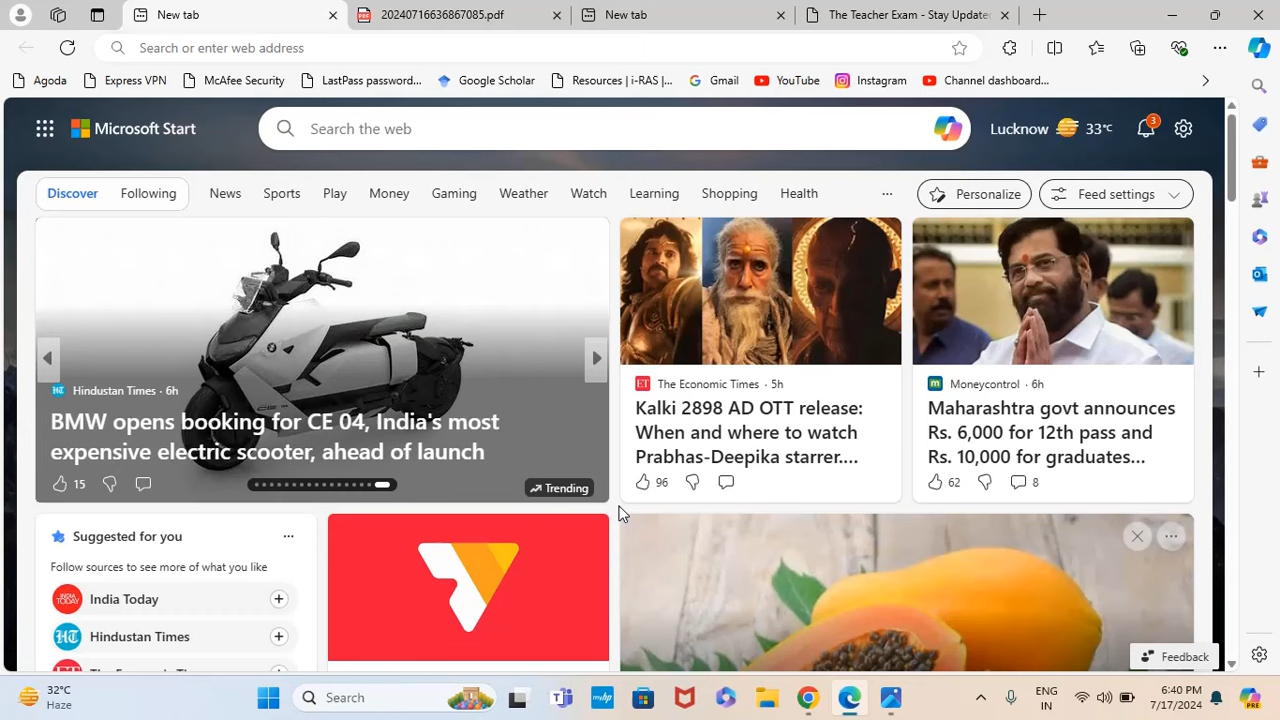 New tab
20240716636867085.pdf
New tab
The Teacher Exam - Stay Update
Search or enter web address
Agoda
Express VPN
McAfee Security
LastPass password...
Google Scholar
Resources | i-RAS |...
Gmail
YouTube
Instagram
Channel dashboard...
Microsoft Start
Search the web
Lucknow 33°C
3
Discover
Following
News
Sports
Play
Money
Gaming
Weather
Watch
Learning
Shopping
Health
...
Personalize
Feed settings
HT Hindustan Times · 6h
BMW opens booking for CE 04, India's most
expensive electric scooter, ahead of launch
15
Trending
ET The Economic Times · 5h
Kalki 2898 AD OTT release:
When and where to watch
Prabhas-Deepika starrer....
96
m Moneycontrol · 6h
Maharashtra govt announces
Rs. 6,000 for 12th pass and
Rs. 10,000 for graduates...
62
8
Suggested for you
...
Follow sources to see more of what you like
India Today
HT Hindustan Times
Feedback
32°C
Haze
Search
myhp
ENG
IN
6:40 PM
7/17/2024
PRE